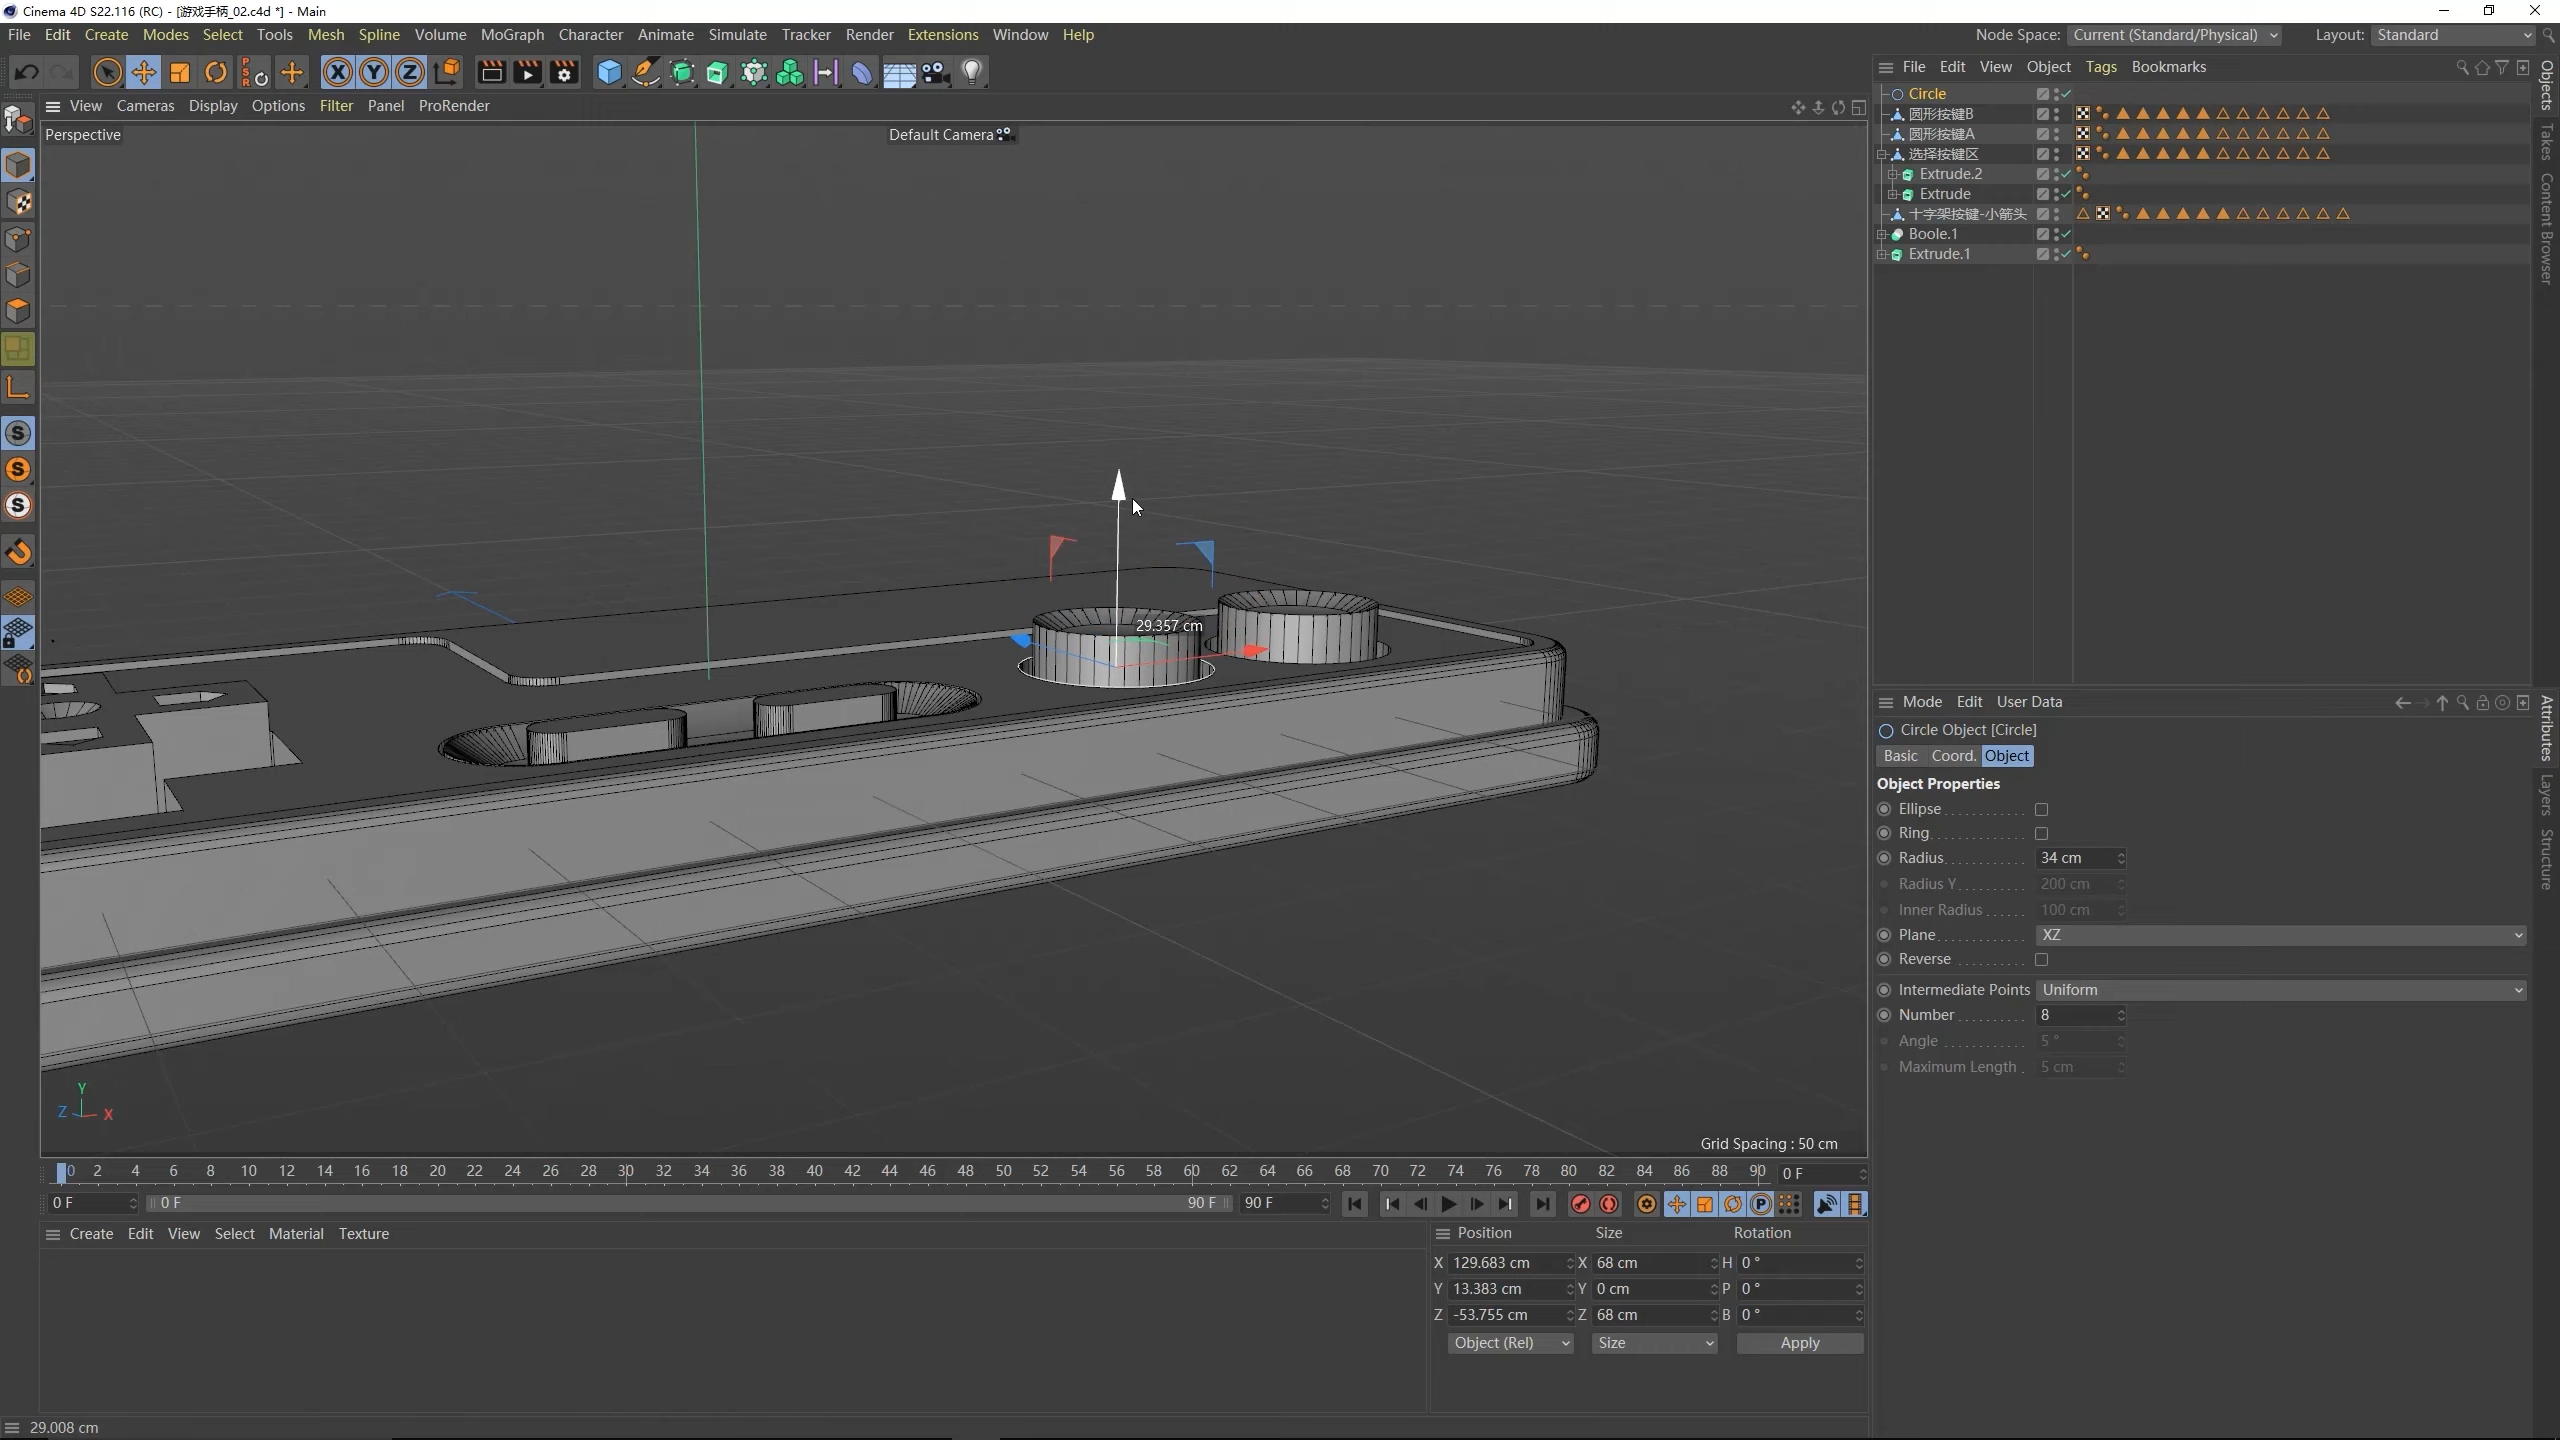 Cinema 4D S22.116 (RC) - [游戏手柄_02.c4d *] - Main
File Edit Create Modes Select Tools Mesh Spline Volume MoGraph Character Animate Simulate Tracker Render Extensions Window Help
Node Space: Current (Standard/Physical) Layout: Standard
View Cameras Display Options Filter Panel ProRender
Perspective
Default Camera
29.357 cm
Y
Z X
Grid Spacing : 50 cm
File Edit View Object Tags Bookmarks
Circle
圆形按键B
圆形按键A
选择按键区
Extrude.2
Extrude
十字架按键-小箭头
Boole.1
Extrude.1
Objects
Takes
Content Browser
Mode Edit User Data
Circle Object [Circle]
Basic Coord. Object
Object Properties
Ellipse
Ring
Radius 34 cm
Radius Y 200 cm
Inner Radius 100 cm
Plane XZ
Reverse
Intermediate Points Uniform
Number 8
Angle 5 °
Maximum Length 5 cm
Attributes
Layers
Structure
0 2 4 6 8 10 12 14 16 18 20 22 24 26 28 30 32 34 36 38 40 42 44 46 48 50 52 54 56 58 60 62 64 66 68 70 72 74 76 78 80 82 84 86 88 90 0 F
0 F 0 F 90 F 90 F
Create Edit View Select Material Texture
Position Size Rotation
X 129.683 cm X 68 cm H 0 °
Y 13.383 cm Y 0 cm P 0 °
Z -53.755 cm Z 68 cm B 0 °
Object (Rel) Size Apply
29.008 cm